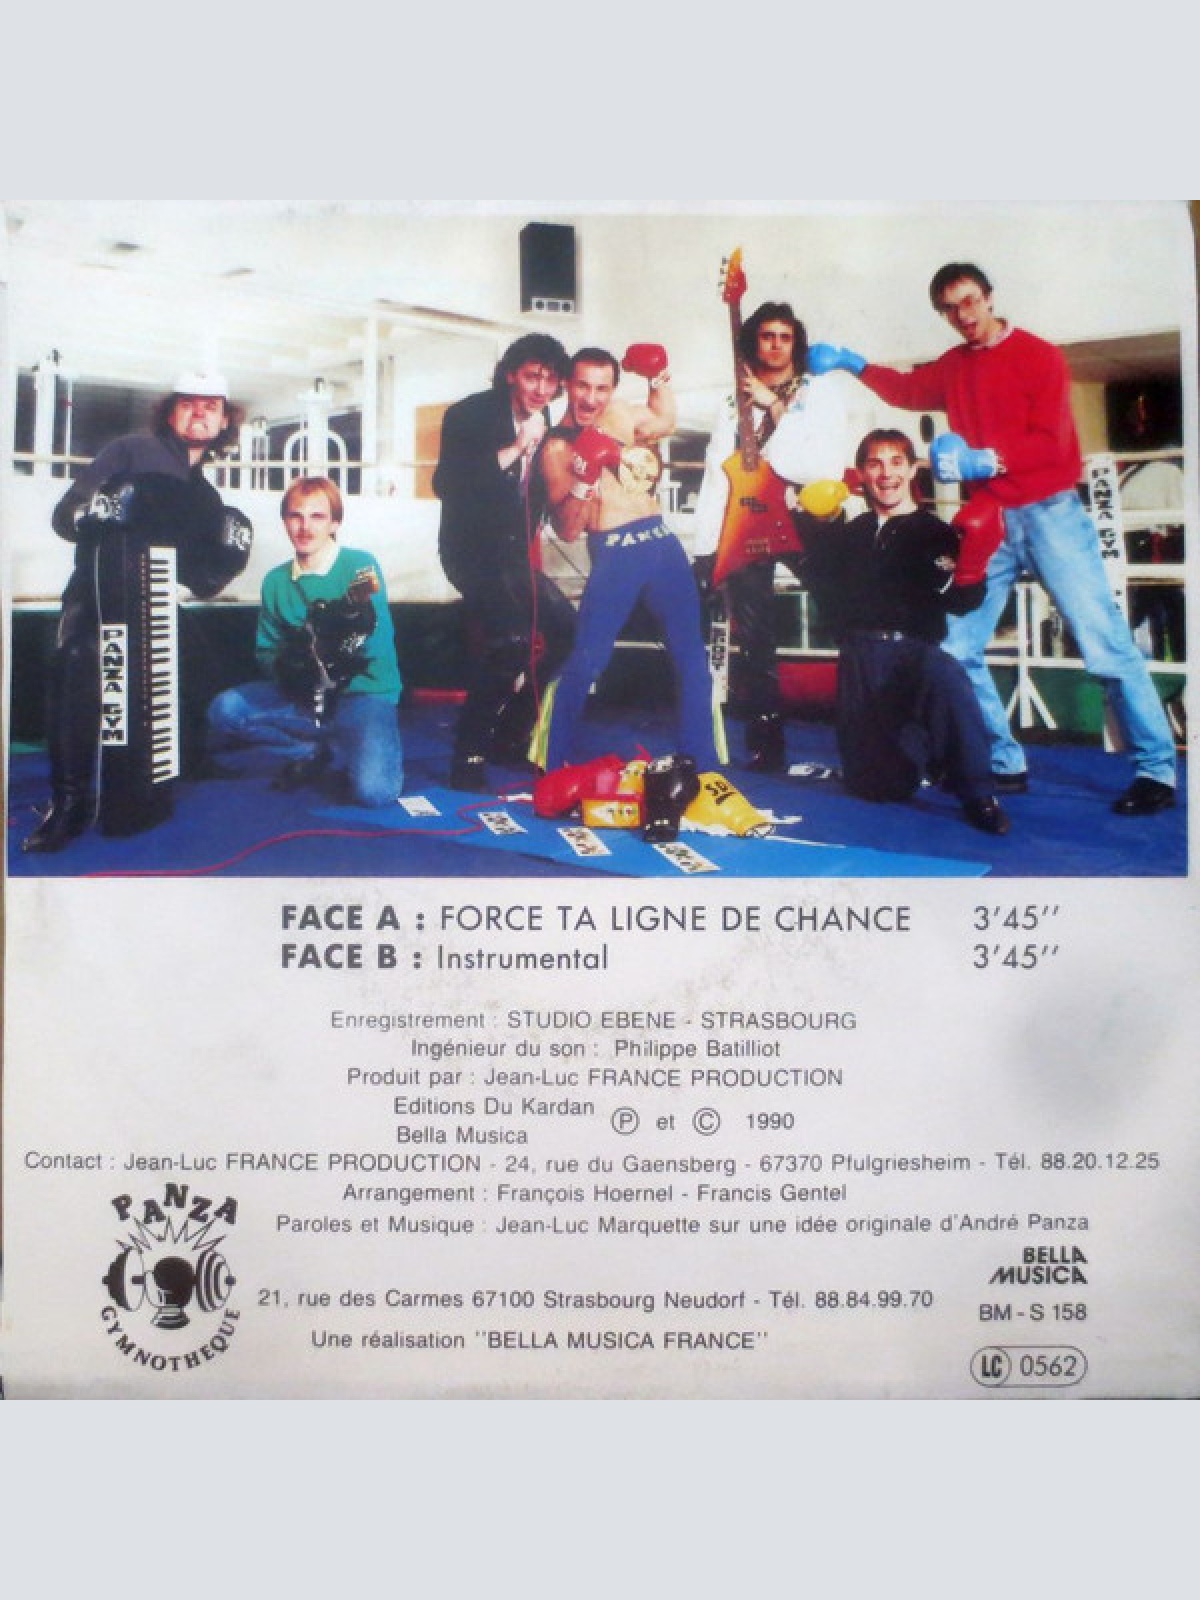 PANZA GYM
PANZA
PANZA GYM
FACE A : FORCE TA LIGNE DE CHANCE 3'45''
FACE B : Instrumental 3'45''
Enregistrement : STUDIO EBENE - STRASBOURG
Ingénieur du son : Philippe Batilliot
Produit par : Jean-Luc FRANCE PRODUCTION
Editions Du Kardan
Bella Musica
Ⓟ et © 1990
Contact : Jean-Luc FRANCE PRODUCTION - 24, rue du Gaensberg - 67370 Pfulgriesheim - Tél. 88.20.12.25
Arrangement : François Hoernel - Francis Gentel
Paroles et Musique : Jean-Luc Marquette sur une idée originale d'André Panza
PANZA
GYMNOTHEQUE
BELLA
MUSICA
21, rue des Carmes 67100 Strasbourg Neudorf - Tél. 88.84.99.70
BM - S 158
Une réalisation ''BELLA MUSICA FRANCE''
LC 0562